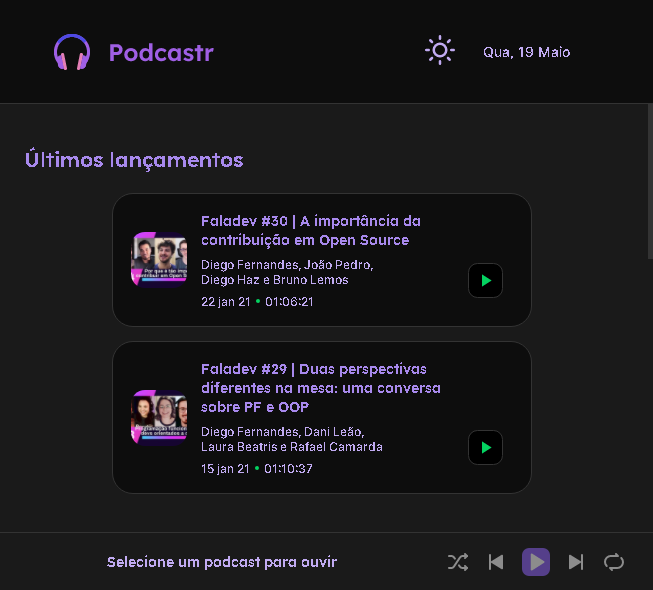 Podcastr
Qua, 19 Maio
Últimos lançamentos
Faladev #30 | A importância da
contribuição em Open Source
Diego Fernandes, João Pedro,
Diego Haz e Bruno Lemos
22 jan 21 • 01:06:21
Faladev #29 | Duas perspectivas
diferentes na mesa: uma conversa
sobre PF e OOP
Diego Fernandes, Dani Leão,
Laura Beatris e Rafael Camarda
15 jan 21 • 01:10:37
Selecione um podcast para ouvir